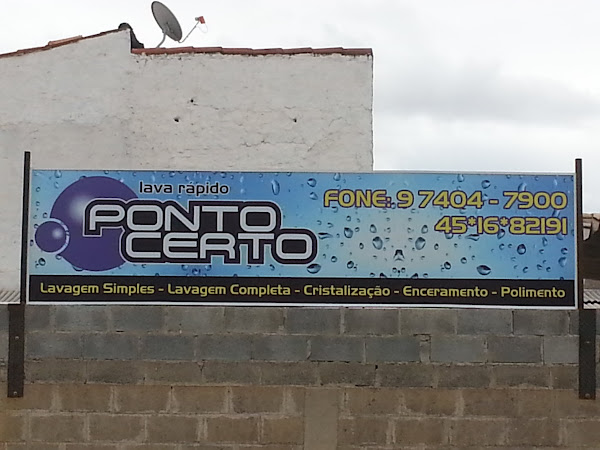 lava rápido
PONTO
CERTO
FONE: 9 7404 - 7900
45*16*82191
Lavagem Simples - Lavagem Completa - Cristalização - Enceramento - Polimento